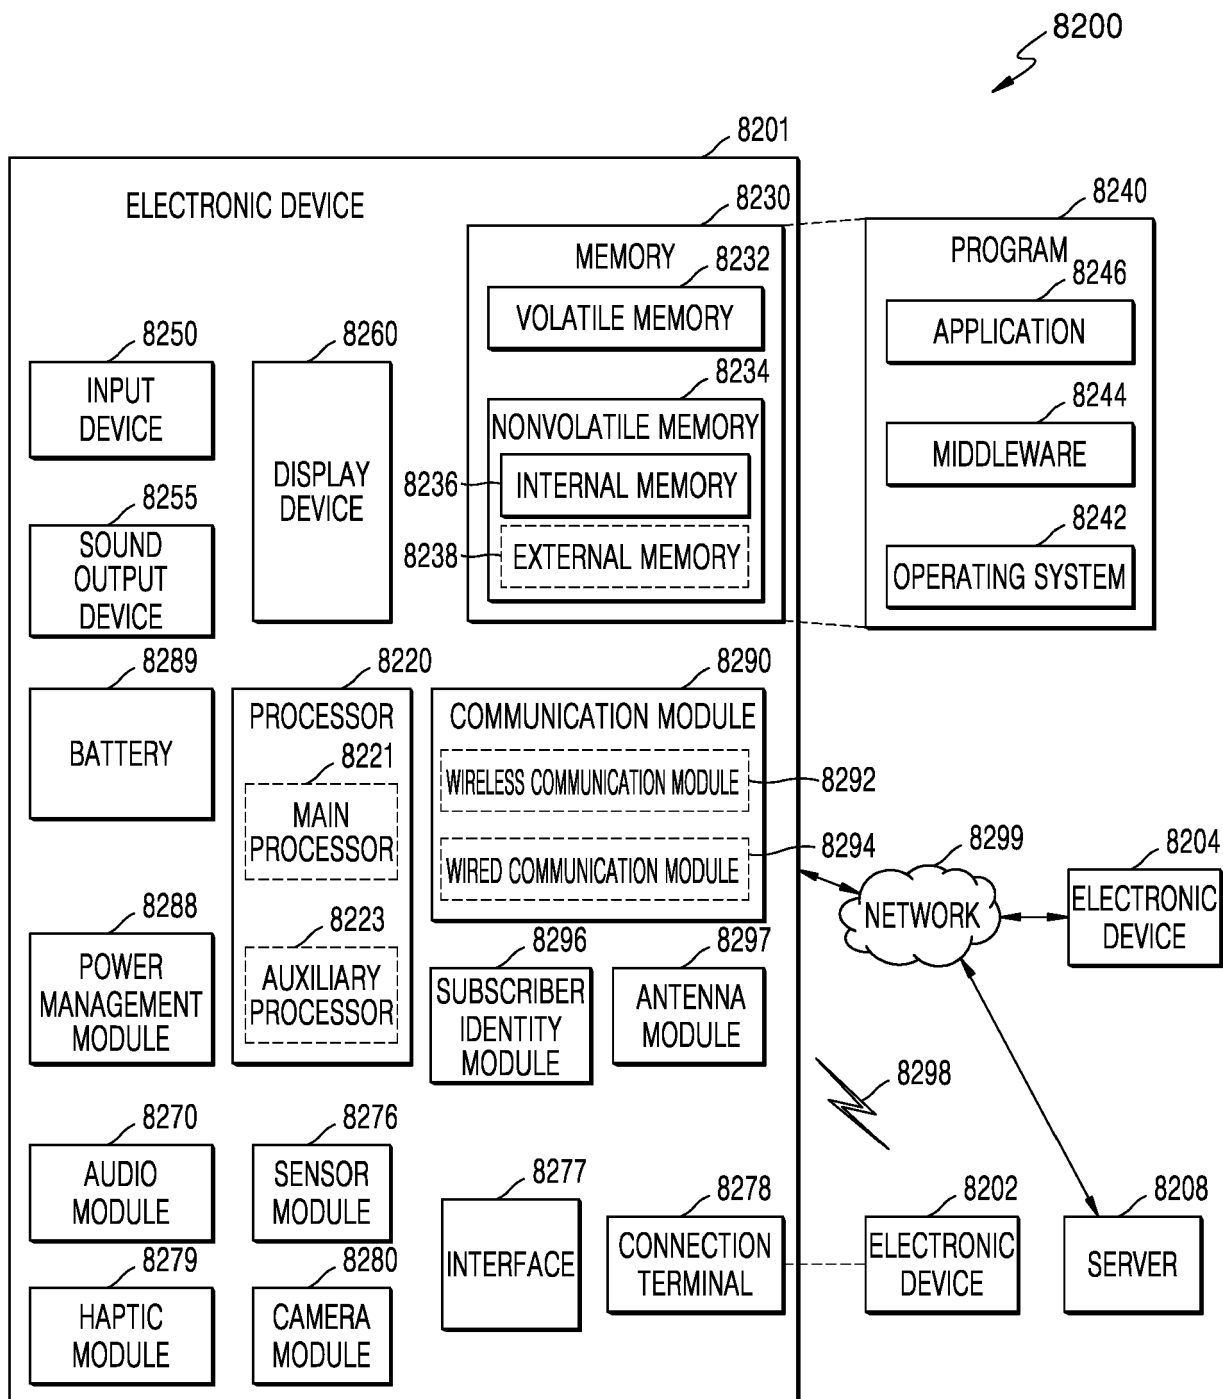 8200
8201
ELECTRONIC DEVICE
8230
MEMORY
8232
VOLATILE MEMORY
8234
NONVOLATILE MEMORY
8236
INTERNAL MEMORY
8238
EXTERNAL MEMORY
8240
PROGRAM
8246
APPLICATION
8244
MIDDLEWARE
8242
OPERATING SYSTEM
8250
INPUT
DEVICE
8260
DISPLAY
DEVICE
8255
SOUND
OUTPUT
DEVICE
8289
BATTERY
8220
PROCESSOR
8221
MAIN
PROCESSOR
8223
AUXILIARY
PROCESSOR
8290
COMMUNICATION MODULE
WIRELESS COMMUNICATION MODULE
8292
WIRED COMMUNICATION MODULE
8294
8299
NETWORK
8204
ELECTRONIC
DEVICE
8288
POWER
MANAGEMENT
MODULE
8296
SUBSCRIBER
IDENTITY
MODULE
8297
ANTENNA
MODULE
8298
8270
AUDIO
MODULE
8276
SENSOR
MODULE
8277
INTERFACE
8278
CONNECTION
TERMINAL
8202
ELECTRONIC
DEVICE
8208
SERVER
8279
HAPTIC
MODULE
8280
CAMERA
MODULE